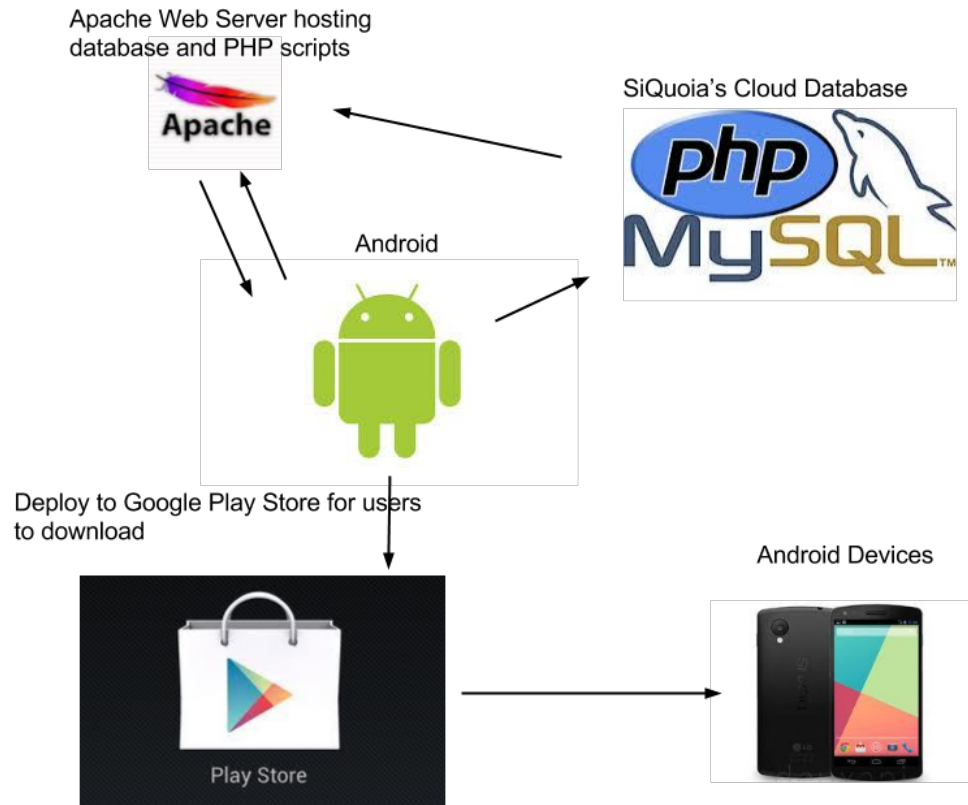 Apache Web Server hosting
database and PHP scripts
Apache
SiQuoia's Cloud Database
php
MySQL™
Android
Deploy to Google Play Store for users
to download
Play Store
Android Devices